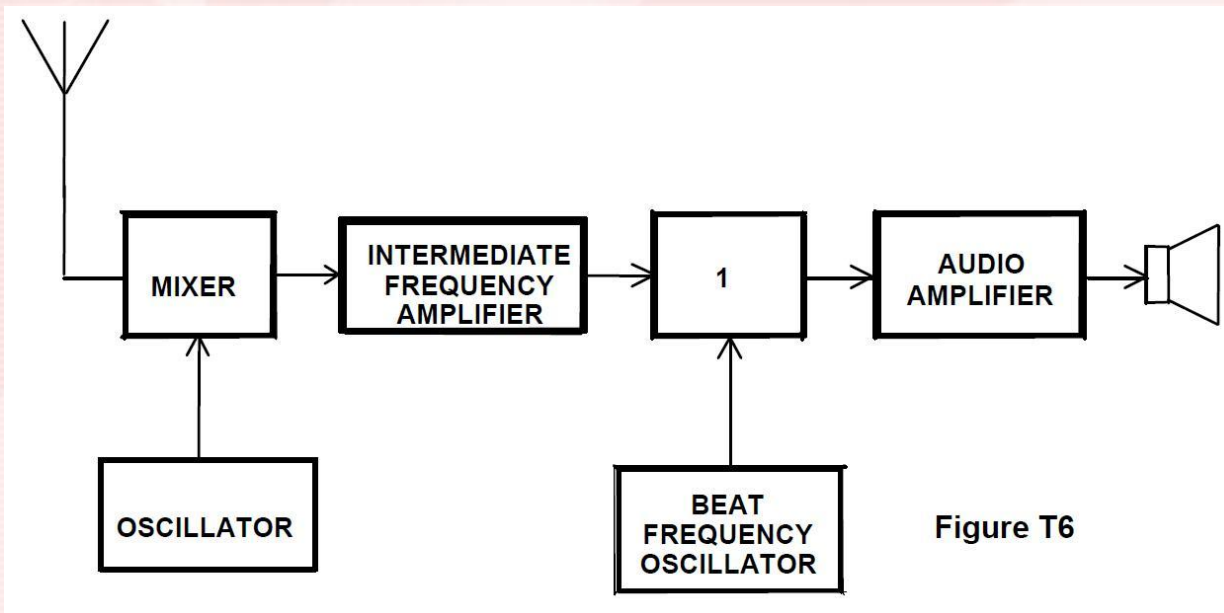 MIXER
INTERMEDIATE
FREQUENCY
AMPLIFIER
1
AUDIO
AMPLIFIER
OSCILLATOR
BEAT
FREQUENCY
OSCILLATOR
Figure T6